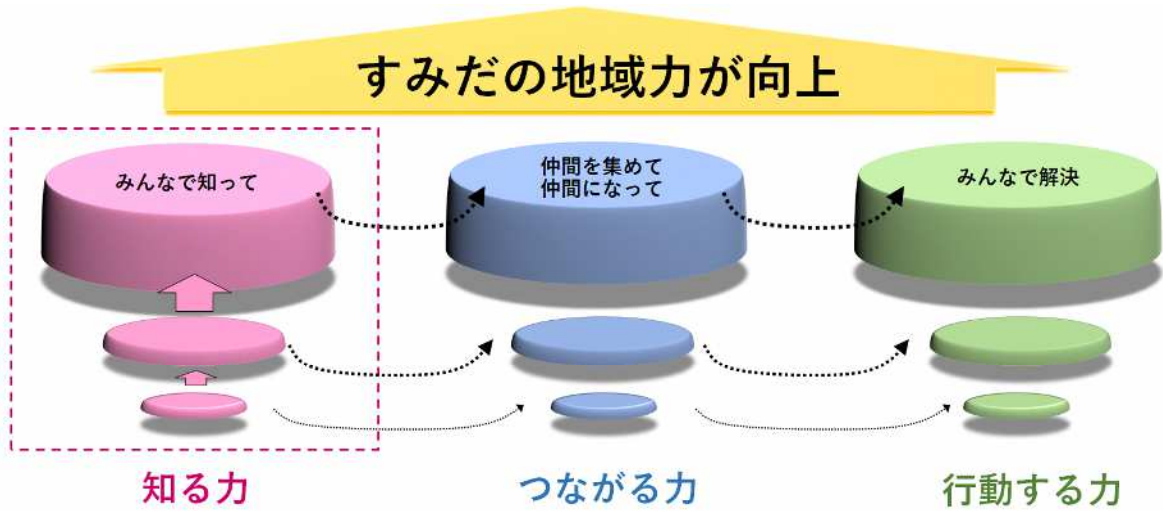 すみだの地域力が向上
みんなで知って
仲間を集めて
仲間になって
みんなで解決
知る力
つながる力
行動する力